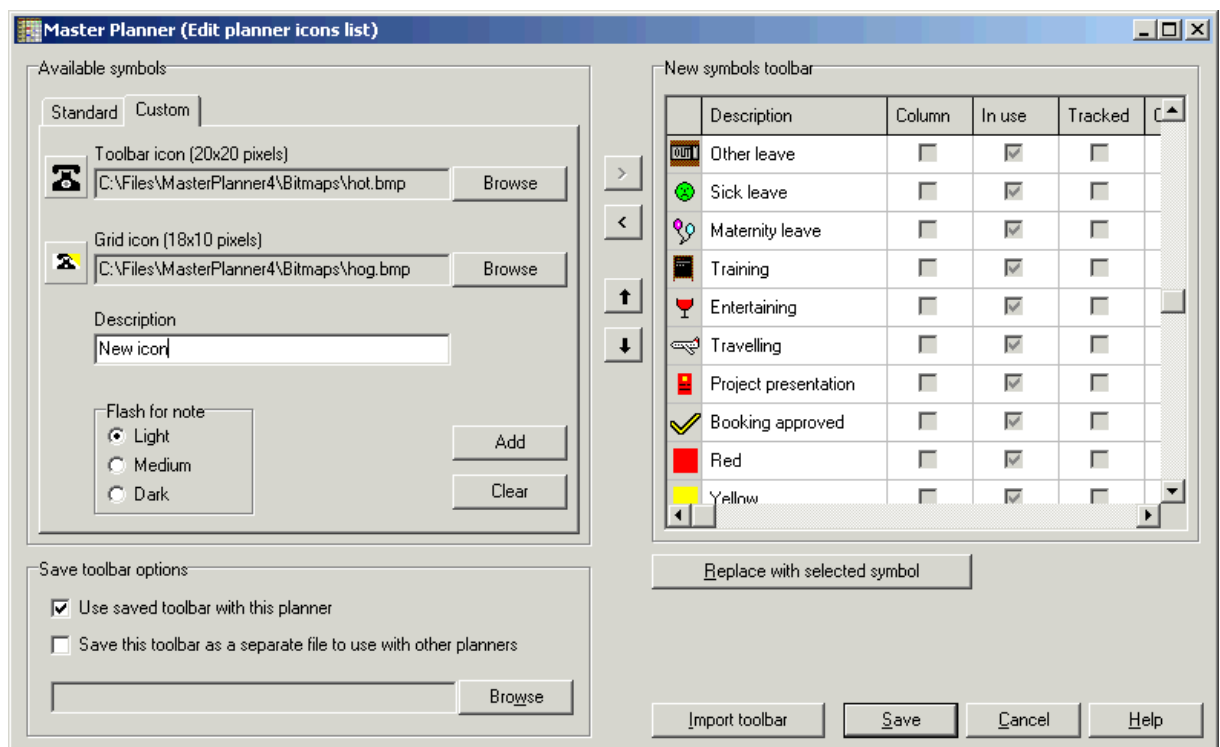 Master Planner (Edit planner icons list)
Available symbols
Standard Custom
Toolbar icon (20x20 pixels)
C:\Files\MasterPlanner4\Bitmaps\hot.bmp Browse
Grid icon (18x10 pixels)
C:\Files\MasterPlanner4\Bitmaps\hog.bmp Browse
Description
New icon
Flash for note
Light
Medium
Dark
Add
Clear
> 
<
New symbols toolbar
Description Column In use Tracked
OUT Other leave
Sick leave
Maternity leave
Training
Entertaining
Travelling
Project presentation
Booking approved
Red
Yellow
Replace with selected symbol
Save toolbar options
Use saved toolbar with this planner
Save this toolbar as a separate file to use with other planners
Browse
Import toolbar Save Cancel Help